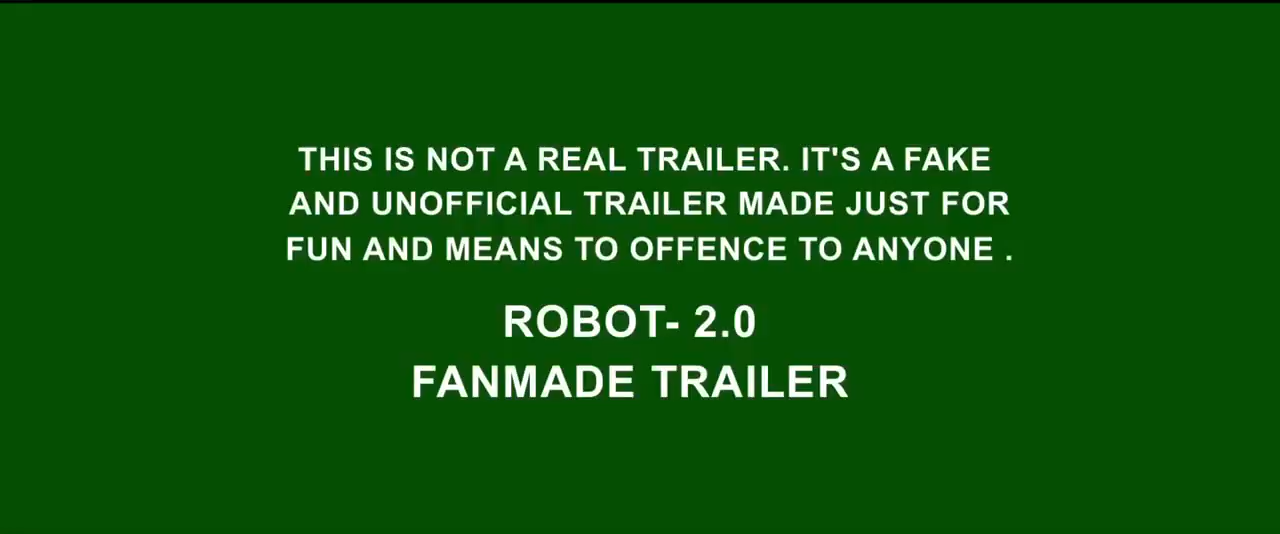 THIS IS NOT A REAL TRAILER. IT'S A FAKE
AND UNOFFICIAL TRAILER MADE JUST FOR
FUN AND MEANS TO OFFENCE TO ANYONE .
ROBOT- 2.0
FANMADE TRAILER